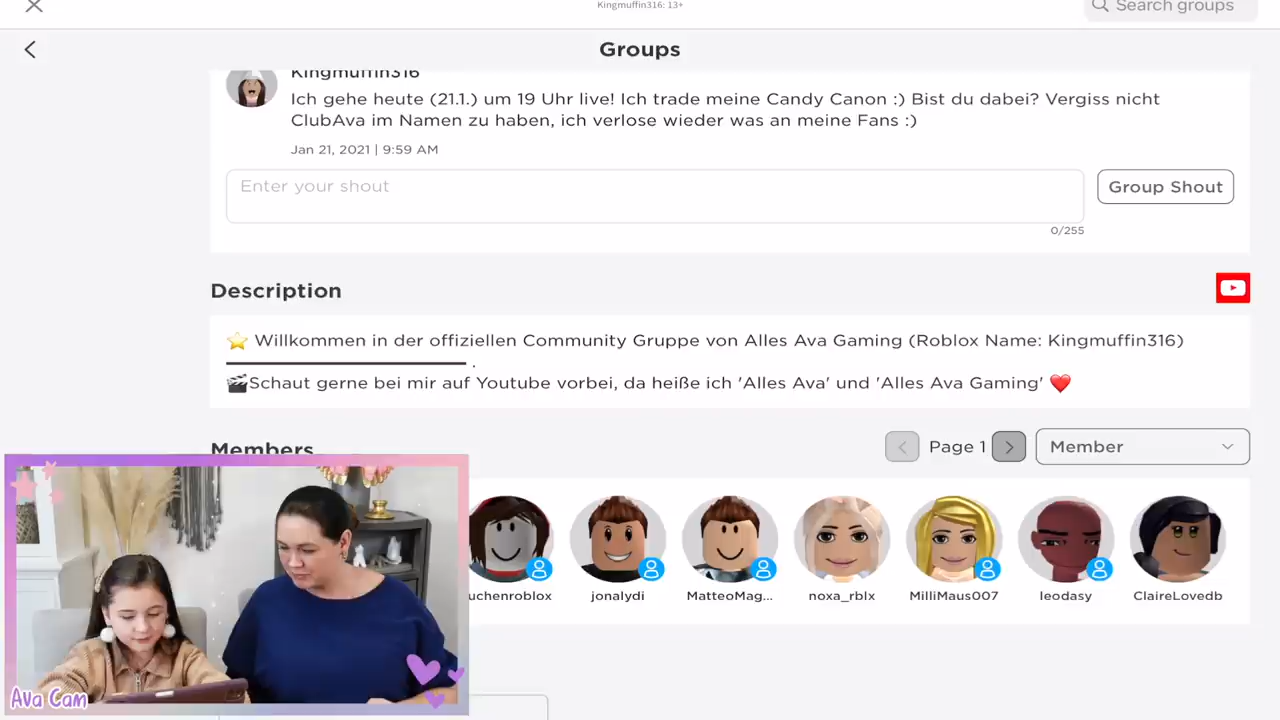 Kingmuffin316: 13+
Search groups
Groups
Kingmuffin316
Ich gehe heute (21.1.) um 19 Uhr live! Ich trade meine Candy Canon :) Bist du dabei? Vergiss nicht
ClubAva im Namen zu haben, ich verlose wieder was an meine Fans :)
Jan 21, 2021 | 9:59 AM
Enter your shout
Group Shout
0/255
Description
⭐ Willkommen in der offiziellen Community Gruppe von Alles Ava Gaming (Roblox Name: Kingmuffin316)
🎬Schaut gerne bei mir auf Youtube vorbei, da heiße ich 'Alles Ava' und 'Alles Ava Gaming' ❤️
Members
Page 1
Member
uchenroblox
jonalydi
MatteoMag...
noxa_rblx
MilliMaus007
leodasy
ClaireLovedb
Ava Cam